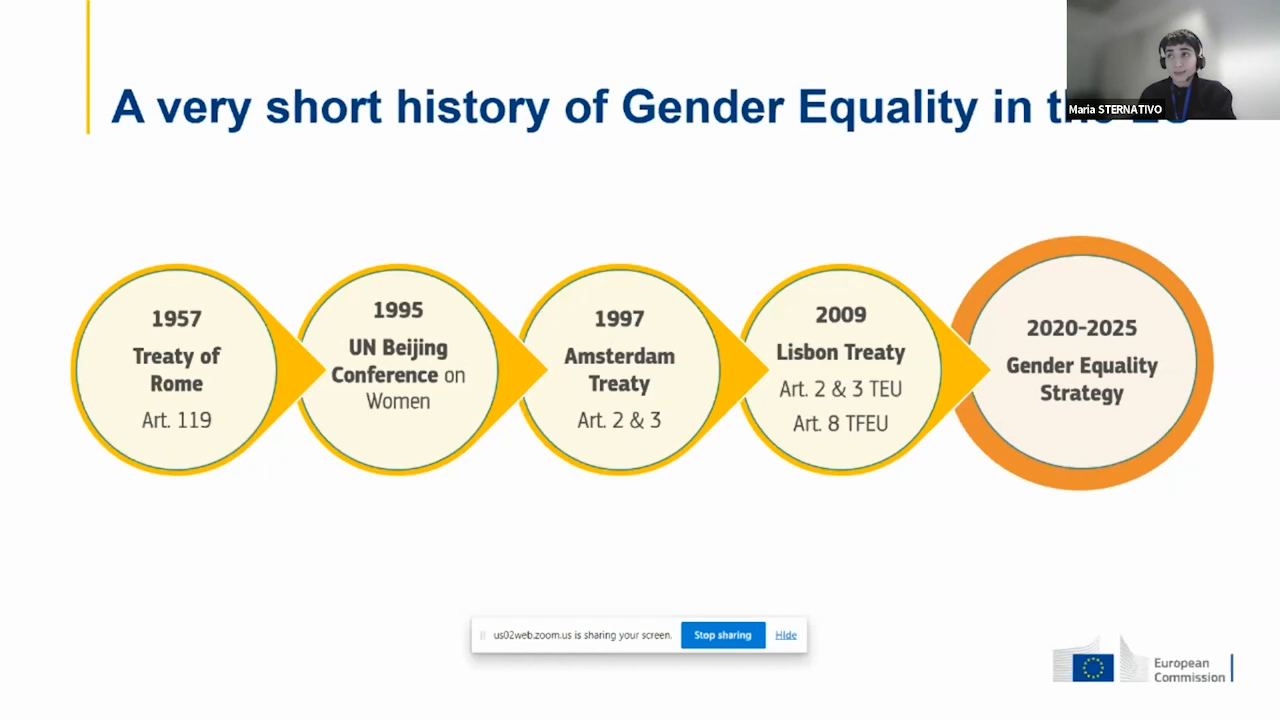 A very short history of Gender Equality in the EU
Maria STERNATIVO
1957
Treaty of
Rome
Art. 119
1995
UN Beijing
Conference on
Women
1997
Amsterdam
Treaty
Art. 2 & 3
2009
Lisbon Treaty
Art. 2 & 3 TEU
Art. 8 TFEU
2020-2025
Gender Equality
Strategy
us02web.zoom.us is sharing your screen.
Stop sharing
Hide
European
Commission